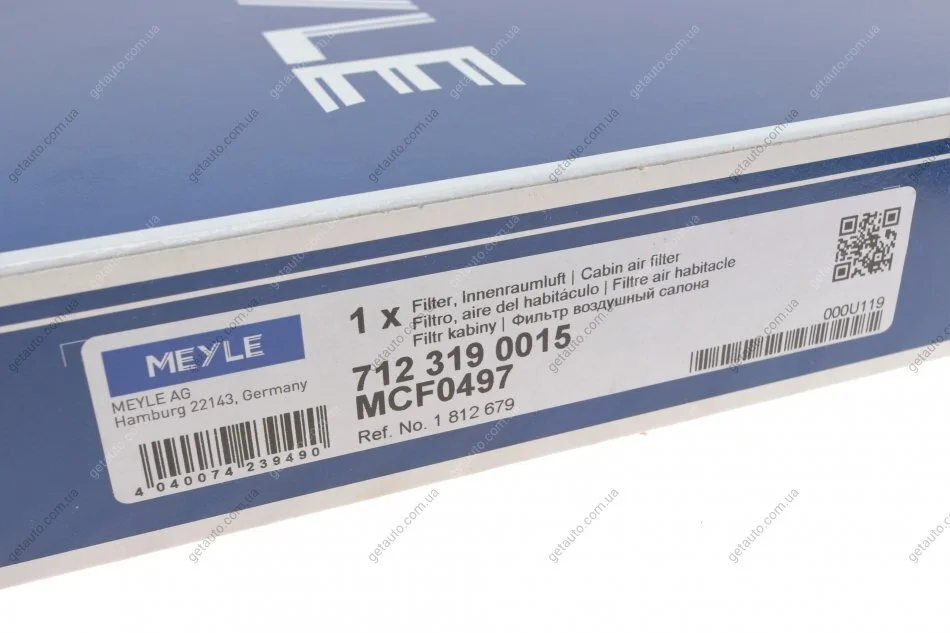 MEYLE
MEYLE
MEYLE AG
Hamburg 22143, Germany
4 040074 239490
1 x
Filter, Innenraumluft | Cabin air filter
Filtro, aire del habitáculo | Filtre air habitacle
Filtr kabiny | Фильтр воздушный салона
712 319 0015
MCF0497
Ref. No. 1 812 679
000U119
getauto.com.ua